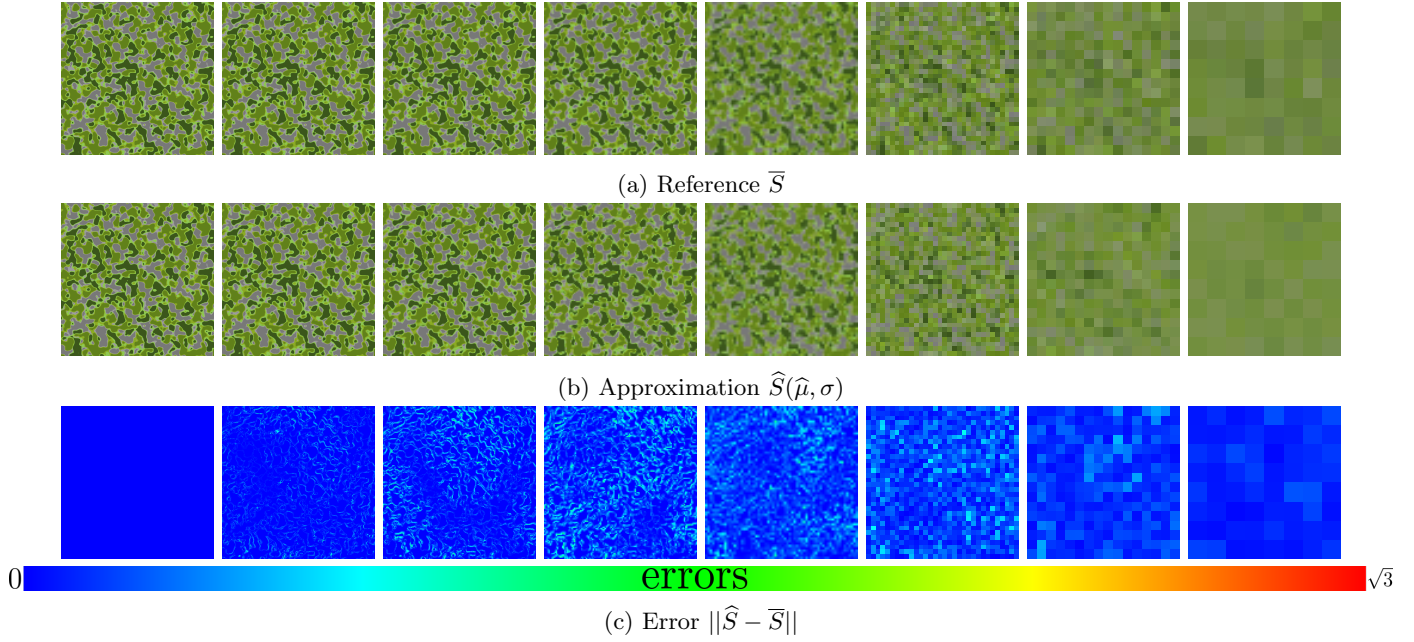 (a) Reference S̅
(b) Approximation Ŝ(μ̂, σ)
0 errors √3
(c) Error ||Ŝ − S̅||